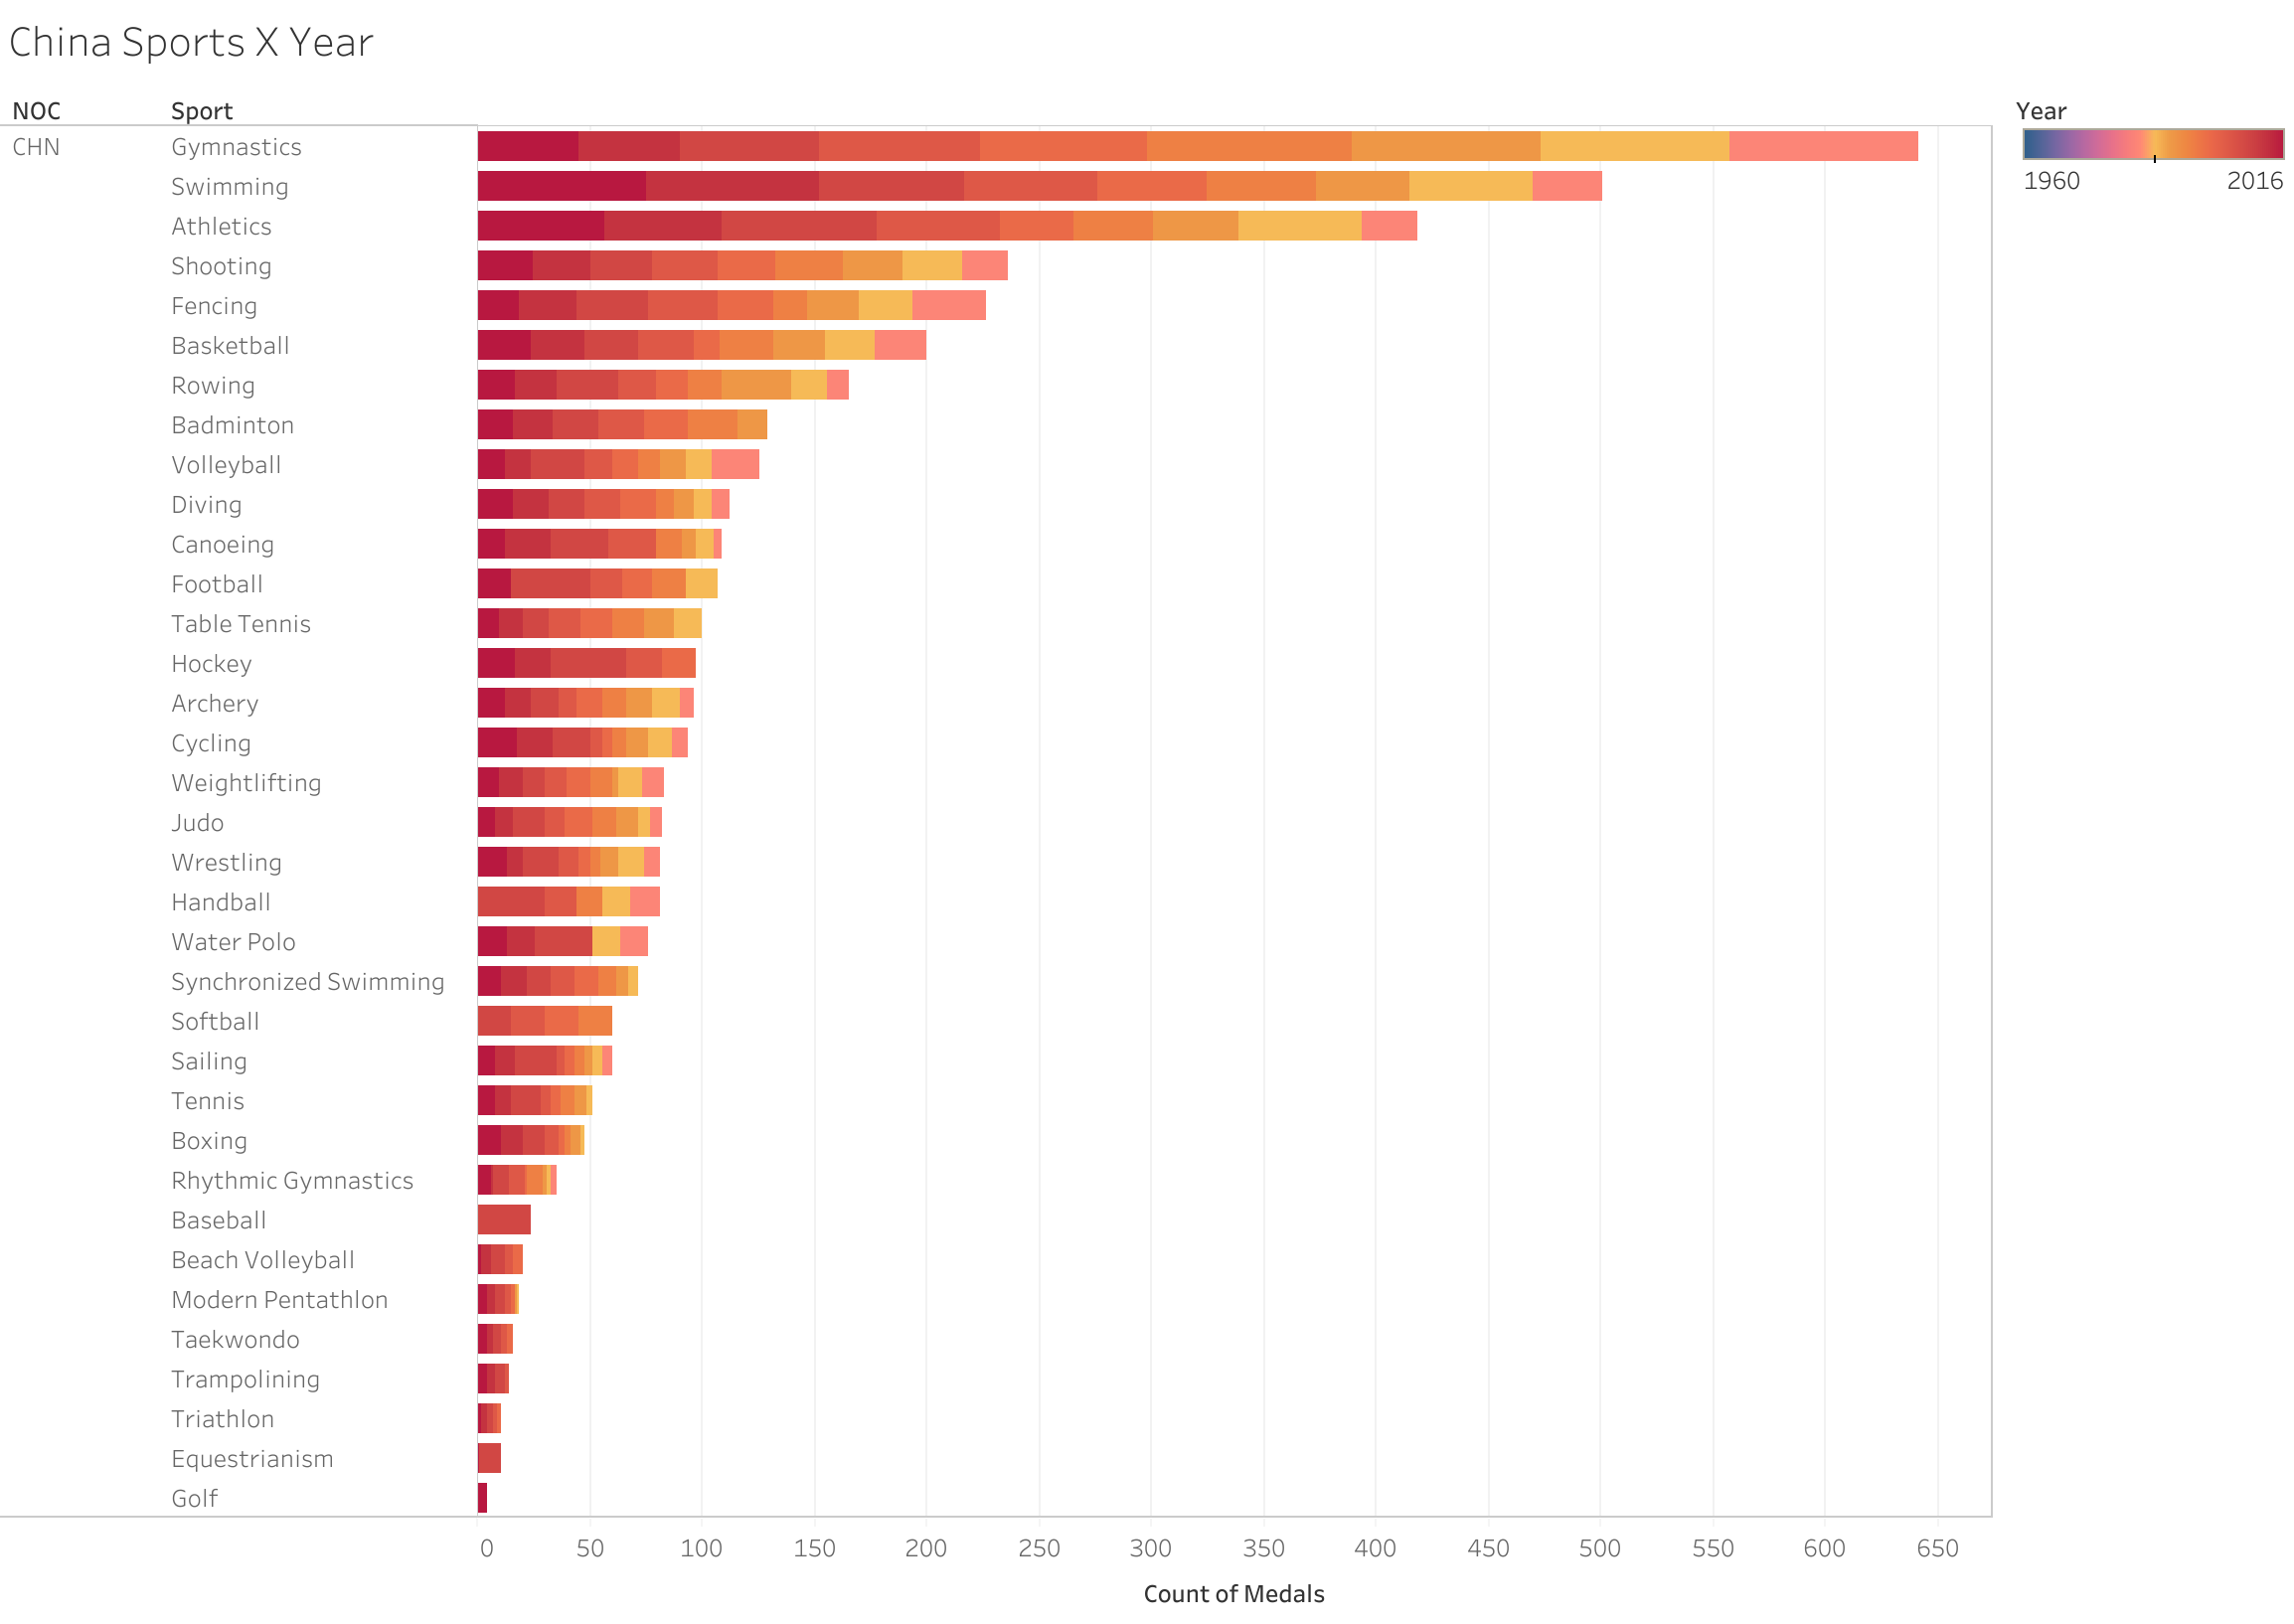 China Sports X Year
NOC Sport Year
CHN Gymnastics
1960 2016
Swimming
Athletics
Shooting
Fencing
Basketball
Rowing
Badminton
Volleyball
Diving
Canoeing
Football
Table Tennis
Hockey
Archery
Cycling
Weightlifting
Judo
Wrestling
Handball
Water Polo
Synchronized Swimming
Softball
Sailing
Tennis
Boxing
Rhythmic Gymnastics
Baseball
Beach Volleyball
Modern Pentathlon
Taekwondo
Trampolining
Triathlon
Equestrianism
Golf
0 50 100 150 200 250 300 350 400 450 500 550 600 650
Count of Medals